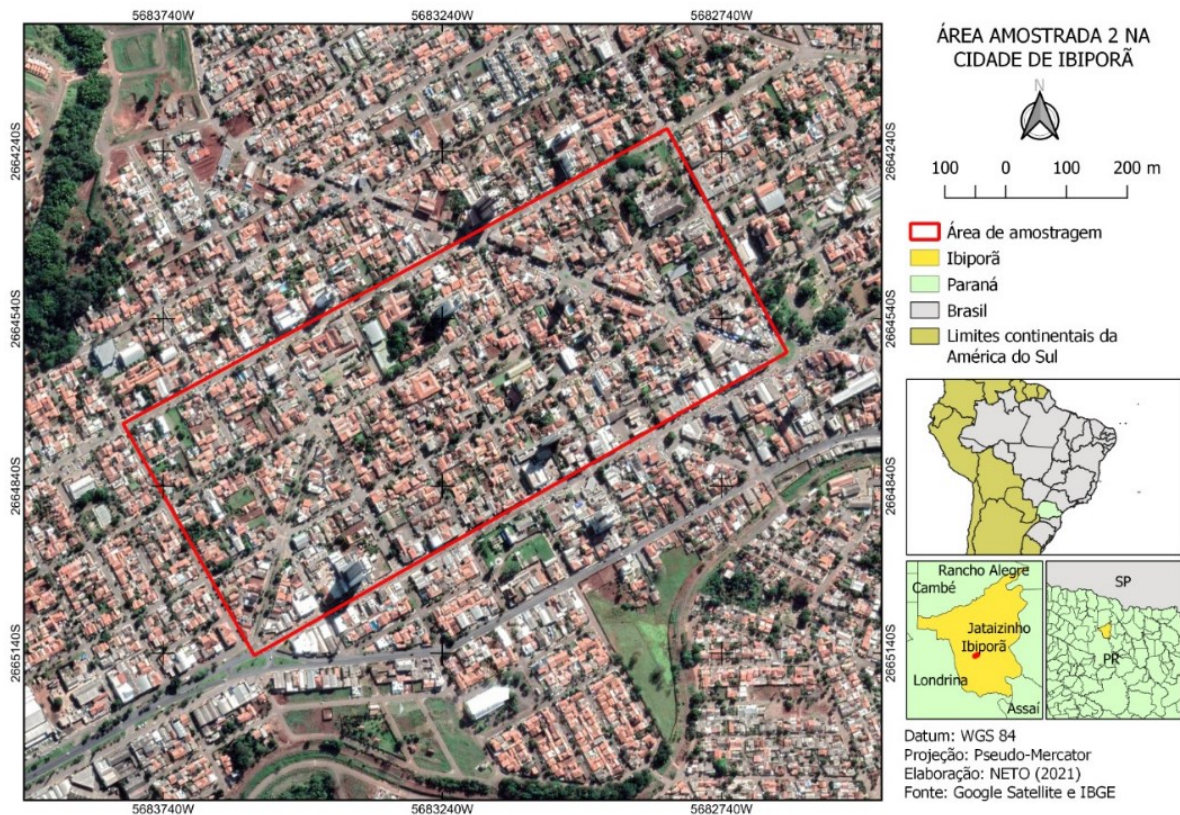 5683740W
5683240W
5682740W
2664240S
2664540S
2664840S
2665140S
2664240S
2664540S
2664840S
2665140S
5683740W
5683240W
5682740W
ÁREA AMOSTRADA 2 NA
CIDADE DE IBIPORÃ
N
100 0 100 200 m
Área de amostragem
Ibiporã
Paraná
Brasil
Limites continentais da
América do Sul
Rancho Alegre
Cambé
Jataizinho
Ibiporã
Londrina
Assaí
SP
PR
Datum: WGS 84
Projeção: Pseudo-Mercator
Elaboração: NETO (2021)
Fonte: Google Satellite e IBGE